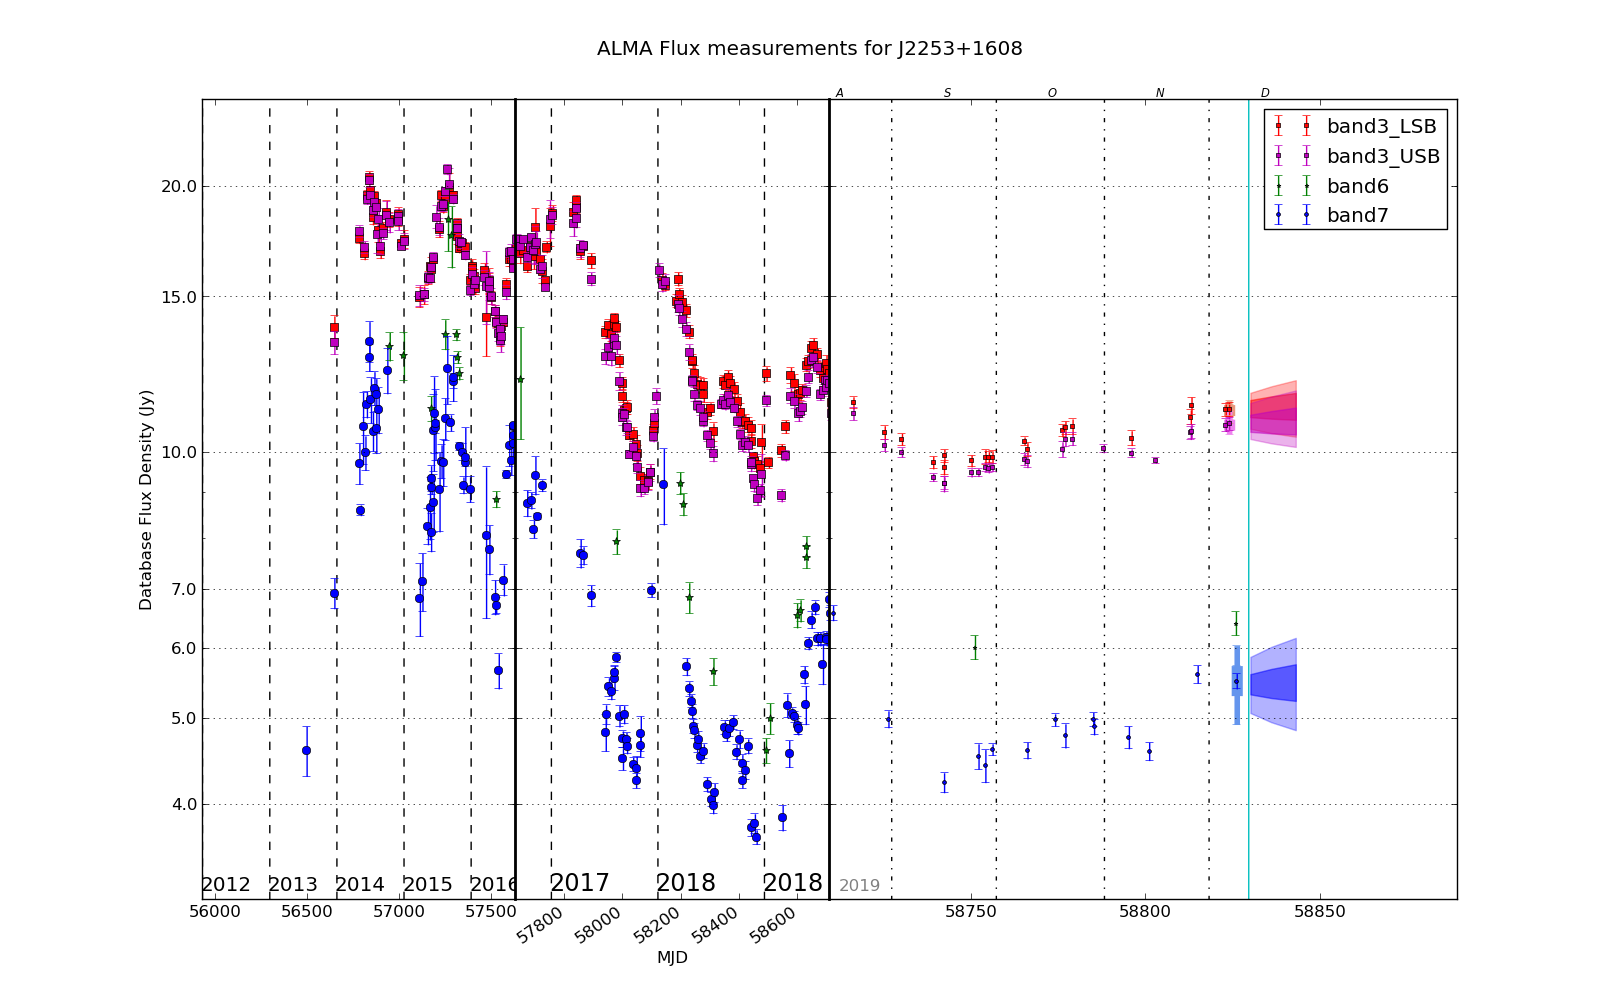 ALMA Flux measurements for J2253+1608
A S O N D
band3_LSB
band3_USB
band6
band7
20.0
15.0
10.0
7.0
6.0
5.0
4.0
Database Flux Density (Jy)
2012 2013 2014 2015 2016 2017 2018 2018 2019
56000 56500 57000 57500 57800 58000 58200 58400 58600 58750 58800 58850
MJD